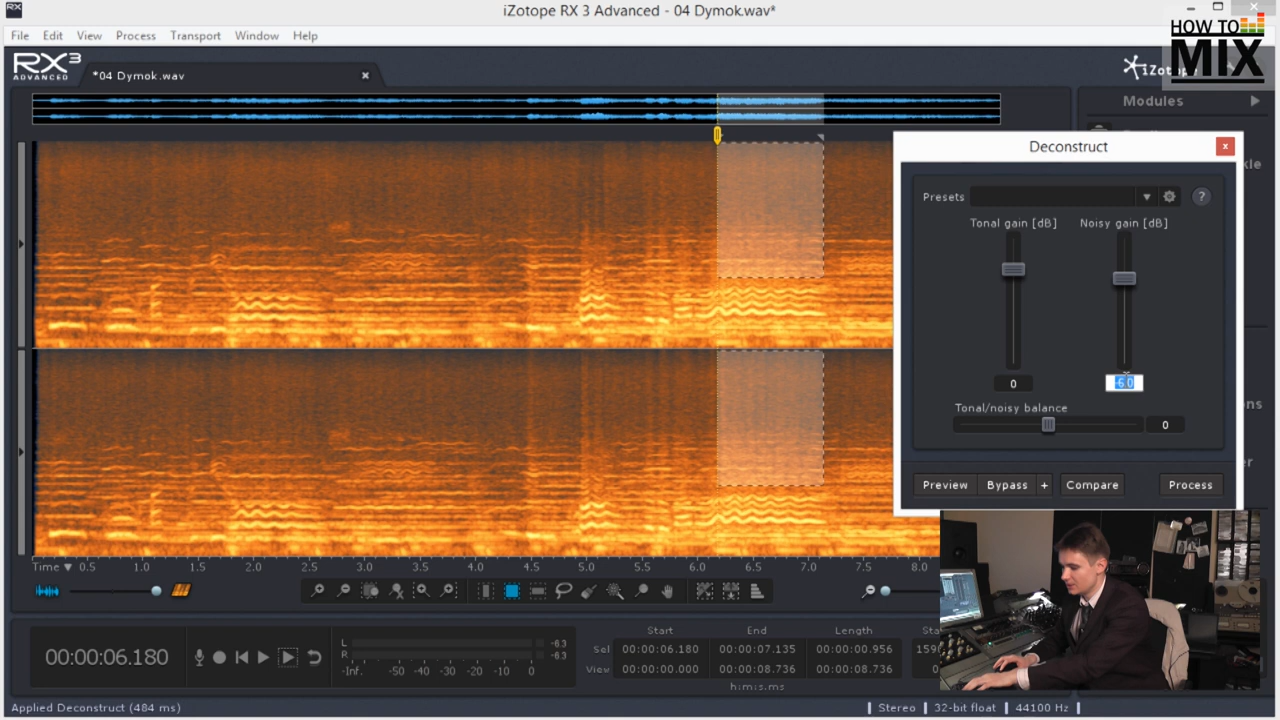 iZotope RX 3 Advanced - 04 Dymok.wav*
File Edit View Process Transport Window Help
HOW TO
MIX
RX3
ADVANCED
*04 Dymok.wav
Modules
Deconstruct
Presets
?
Tonal gain [dB] Noisy gain [dB]
0 -6.0
Tonal/noisy balance
0
Preview Bypass + Compare Process
Time 0.5 1.0 1.5 2.0 2.5 3.0 3.5 4.0 4.5 5.0 5.5 6.0 6.5 7.0 7.5 8.0
00:00:06.180
L
R
-63
-63
-Inf. -50 -40 -30 -20 -10 0
Start End Length
Sel 00:00:06.180 00:00:07.135 00:00:00.956
View 00:00:00.000 00:00:08.736 00:00:08.736
h:m:s.ms
Applied Deconstruct (484 ms)
Stereo 32-bit float 44100 Hz